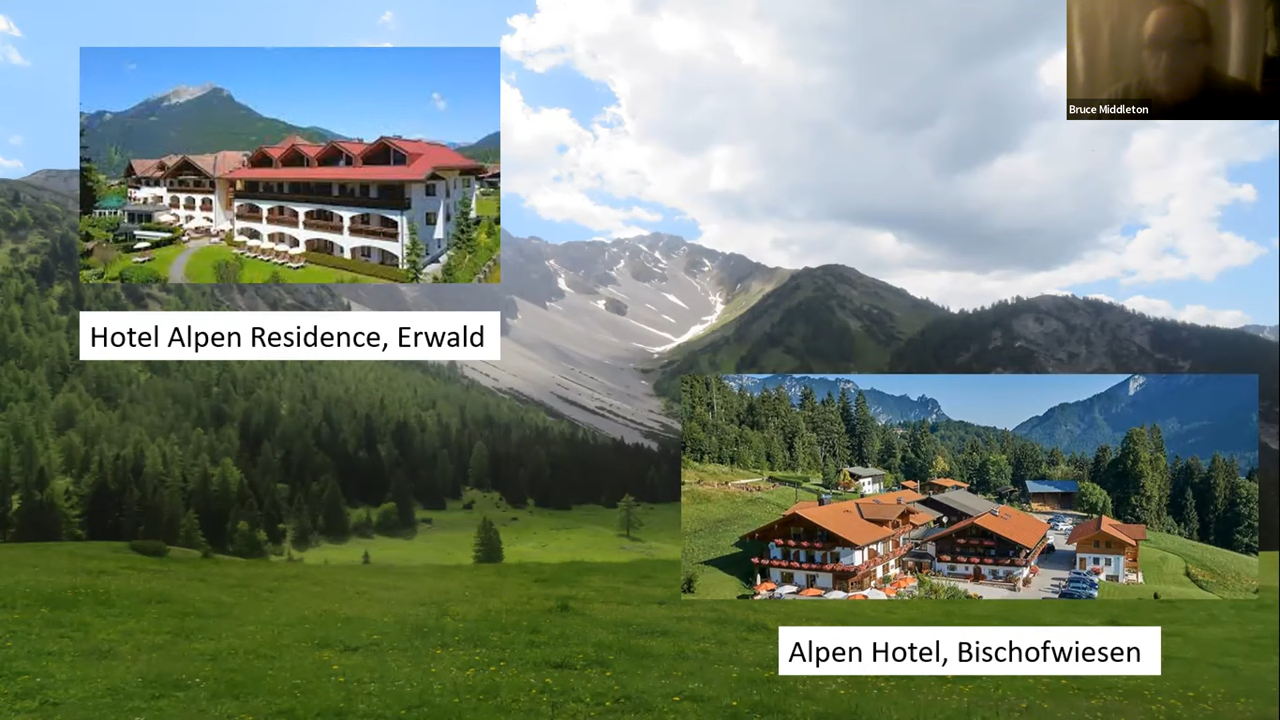 Bruce Middleton
Hotel Alpen Residence, Erwald
Alpen Hotel, Bischofwiesen